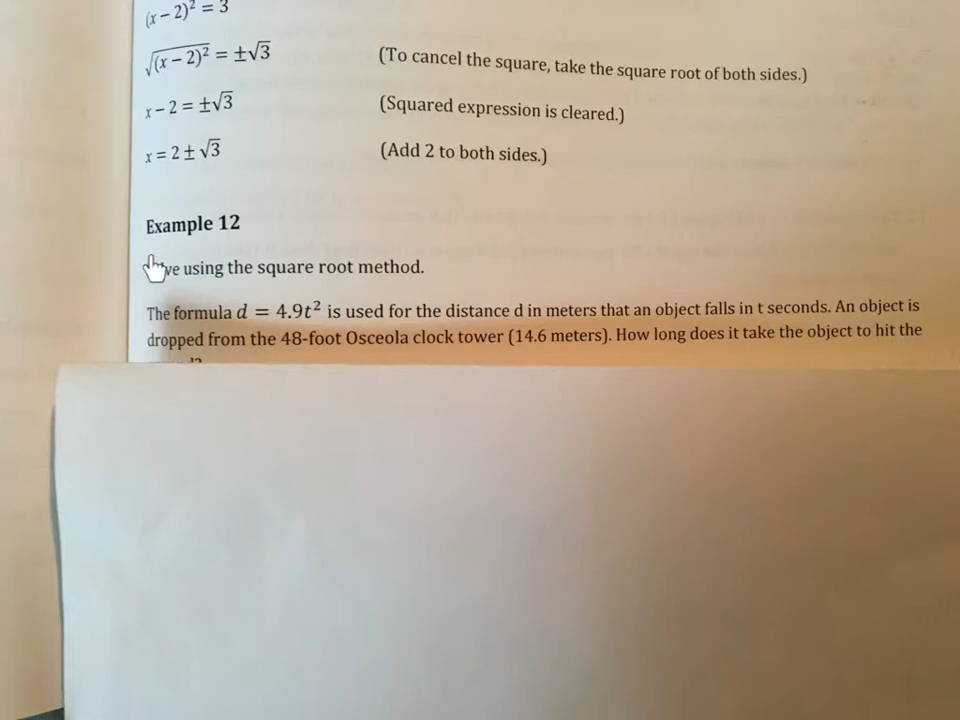 (x – 2)² = 3
√(x – 2)² = ±√3 (To cancel the square, take the square root of both sides.)
x – 2 = ±√3 (Squared expression is cleared.)
x = 2 ± √3 (Add 2 to both sides.)
Example 12
using the square root method.
The formula d = 4.9t² is used for the distance d in meters that an object falls in t seconds. An object is
dropped from the 48-foot Osceola clock tower (14.6 meters). How long does it take the object to hit the